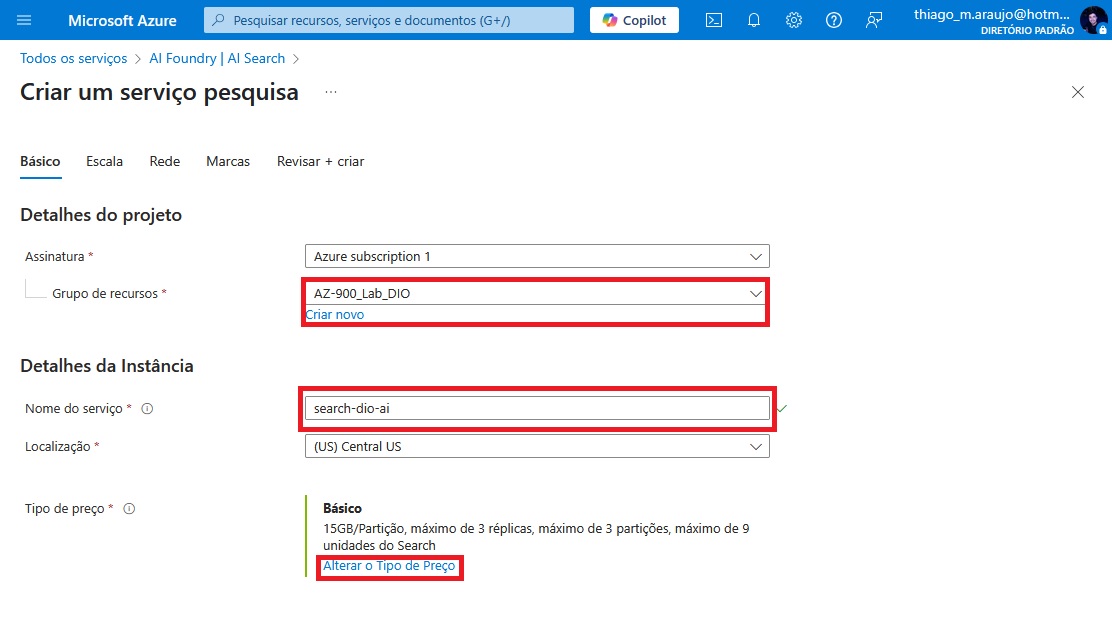 Microsoft Azure
Pesquisar recursos, serviços e documentos (G+/)
Copilot
thiago_m.araujo@hotm...
DIRETÓRIO PADRÃO
Todos os serviços > AI Foundry | AI Search >
Criar um serviço pesquisa ...
Básico Escala Rede Marcas Revisar + criar
Detalhes do projeto
Assinatura *
Azure subscription 1
Grupo de recursos *
AZ-900_Lab_DIO
Criar novo
Detalhes da Instância
Nome do serviço *
search-dio-ai
Localização *
(US) Central US
Tipo de preço *
Básico
15GB/Partição, máximo de 3 réplicas, máximo de 3 partições, máximo de 9
unidades do Search
Alterar o Tipo de Preço